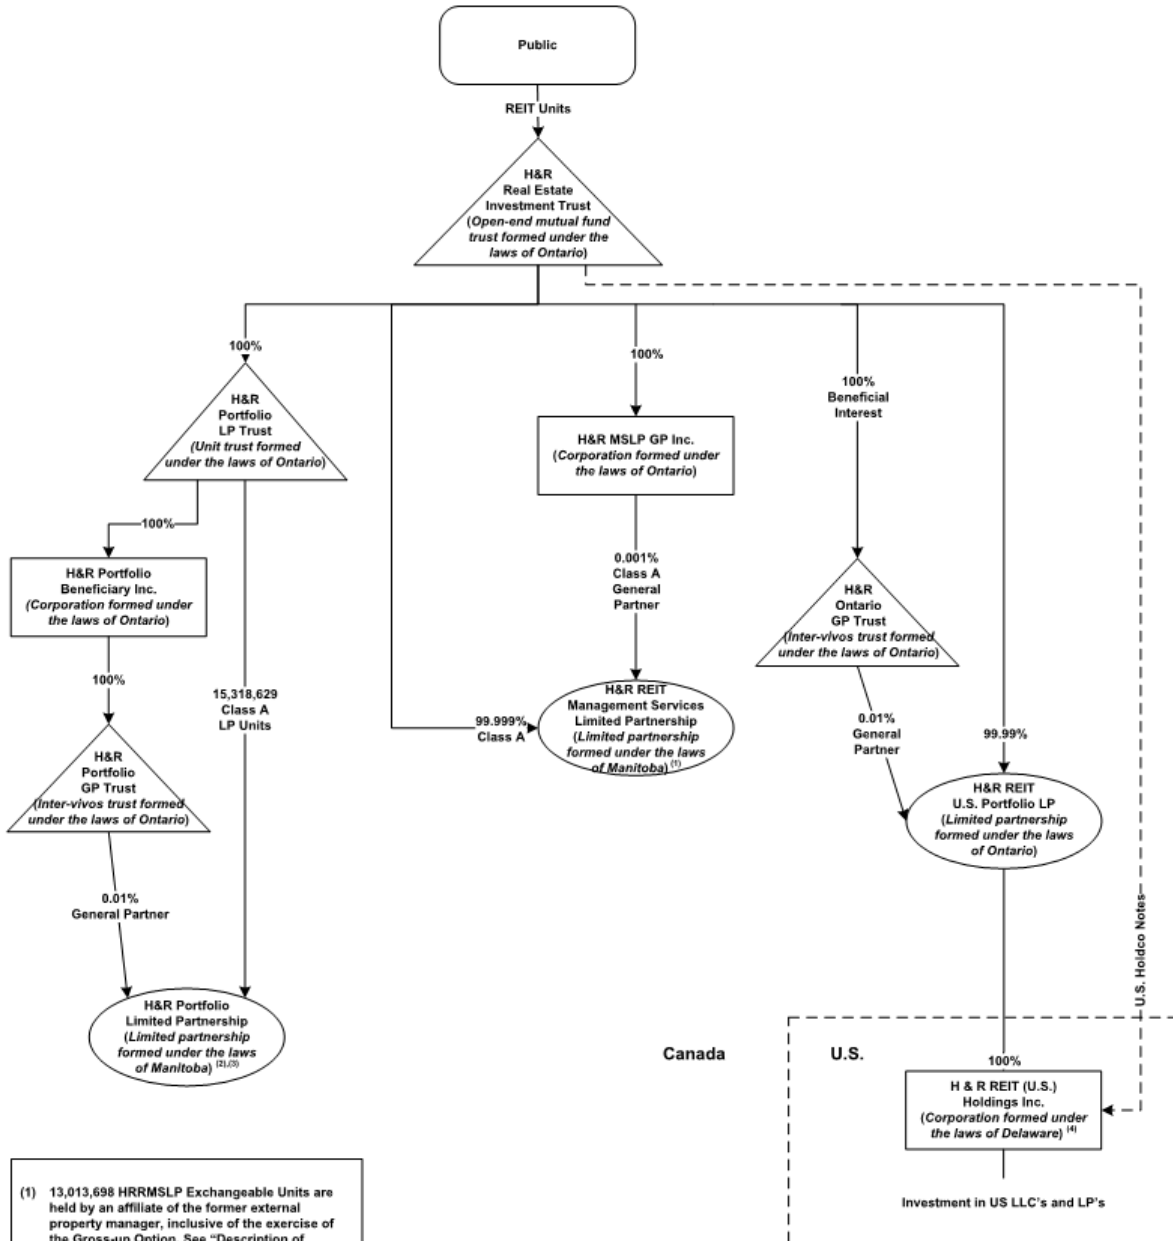 Public
REIT Units
H&R
Real Estate
Investment Trust
(Open-end mutual fund
trust formed under the
laws of Ontario)
100%
H&R
Portfolio
LP Trust
(Unit trust formed
under the laws of Ontario)
100%
H&R Portfolio
Beneficiary Inc.
(Corporation formed under
the laws of Ontario)
100%
H&R
Portfolio
GP Trust
(Inter-vivos trust formed
under the laws of Ontario)
0.01%
General Partner
15,318,629
Class A
LP Units
H&R Portfolio
Limited Partnership
(Limited partnership
formed under the laws
of Manitoba) (2),(3)
99.999%
Class A
100%
H&R MSLP GP Inc.
(Corporation formed under
the laws of Ontario)
0.001%
Class A
General
Partner
H&R REIT
Management Services
Limited Partnership
(Limited partnership
formed under the laws
of Manitoba) (1)
100%
Beneficial
Interest
H&R
Ontario
GP Trust
(Inter-vivos trust formed
under the laws of Ontario)
0.01%
General
Partner
99.99%
H&R REIT
U.S. Portfolio LP
(Limited partnership
formed under the laws
of Ontario)
U.S. Holdco Notes
Canada
U.S.
100%
H & R REIT (U.S.)
Holdings Inc.
(Corporation formed under
the laws of Delaware) (4)
Investment in US LLC's and LP's
(1) 13,013,698 HRRMSLP Exchangeable Units are
held by an affiliate of the former external
property manager, inclusive of the exercise of
the Gross-up Option. See "Description of